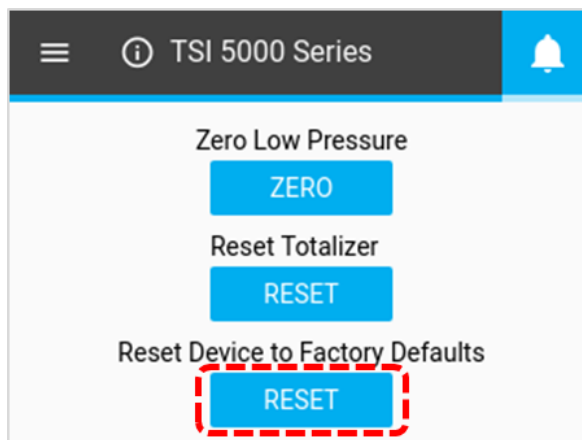 TSI 5000 Series
Zero Low Pressure
ZERO
Reset Totalizer
RESET
Reset Device to Factory Defaults
RESET